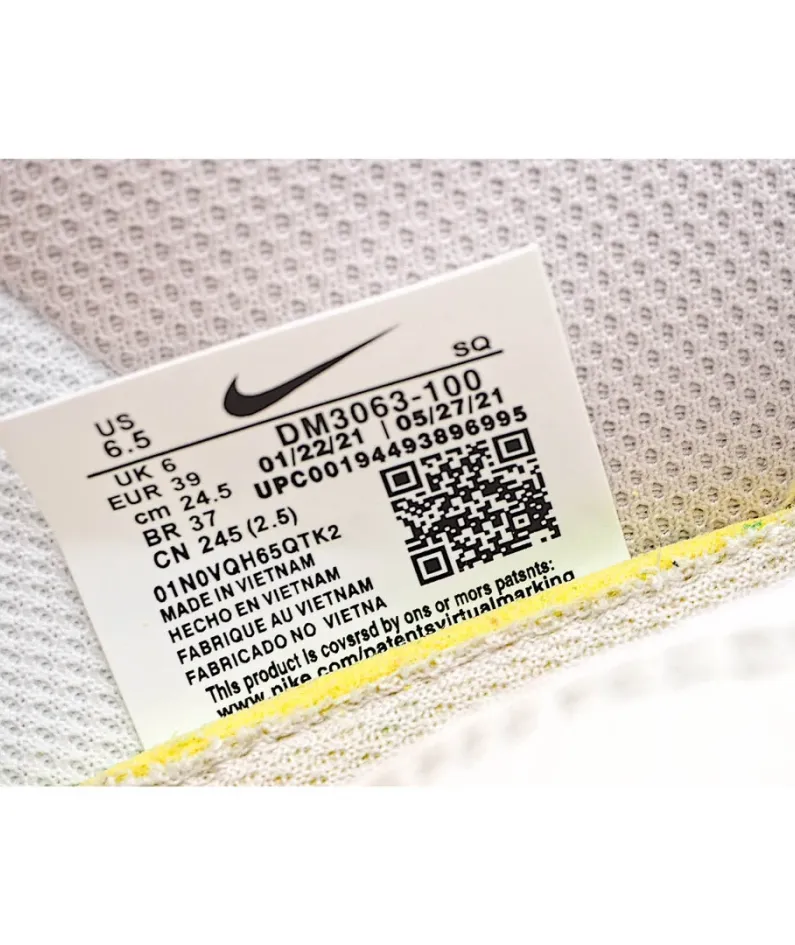 SQ
US
6.5
DM3063-100
UK 6
01/22/21 | 05/27/21
EUR 39
UPC00194493896995
cm 24.5
BR 37
CN 245 (2.5)
01N0VQH65QTK2
MADE IN VIETNAM
HECHO EN VIETNAM
FABRIQUE AU VIETNAM
FABRICADO NO VIETNA
This product is covsrsd by ons or mors patsnts:
www.nike.com/patentsvirtualmarking